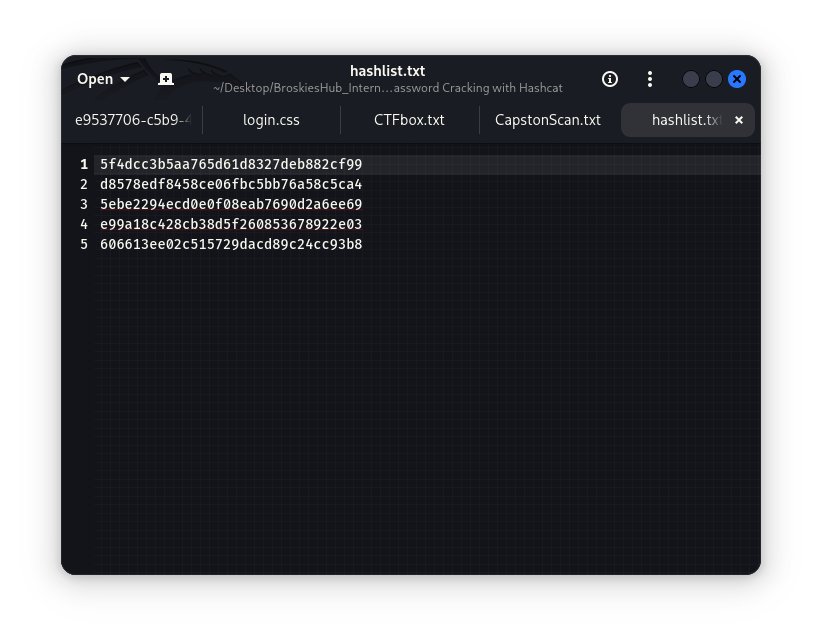 Open
hashlist.txt
~/Desktop/BroskiesHub_Intern...assword Cracking with Hashcat
e9537706-c5b9-4
login.css
CTFbox.txt
CapstonScan.txt
hashlist.txt
1 5f4dcc3b5aa765d61d8327deb882cf99
2 d8578edf8458ce06fbc5bb76a58c5ca4
3 5ebe2294ecd0e0f08eab7690d2a6ee69
4 e99a18c428cb38d5f260853678922e03
5 606613ee02c515729dacd89c24cc93b8